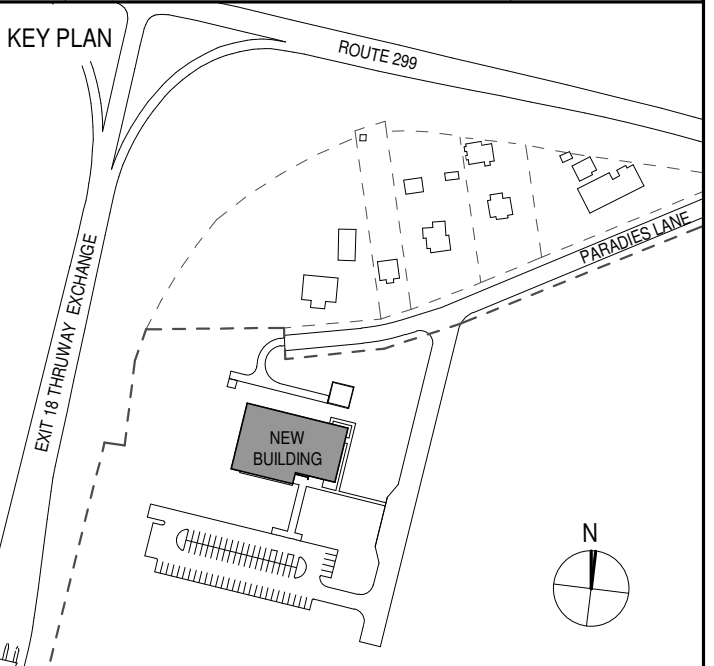 KEY PLAN
ROUTE 299
PARADIES LANE
EXIT 18 THRUWAY EXCHANGE
NEW
BUILDING
N